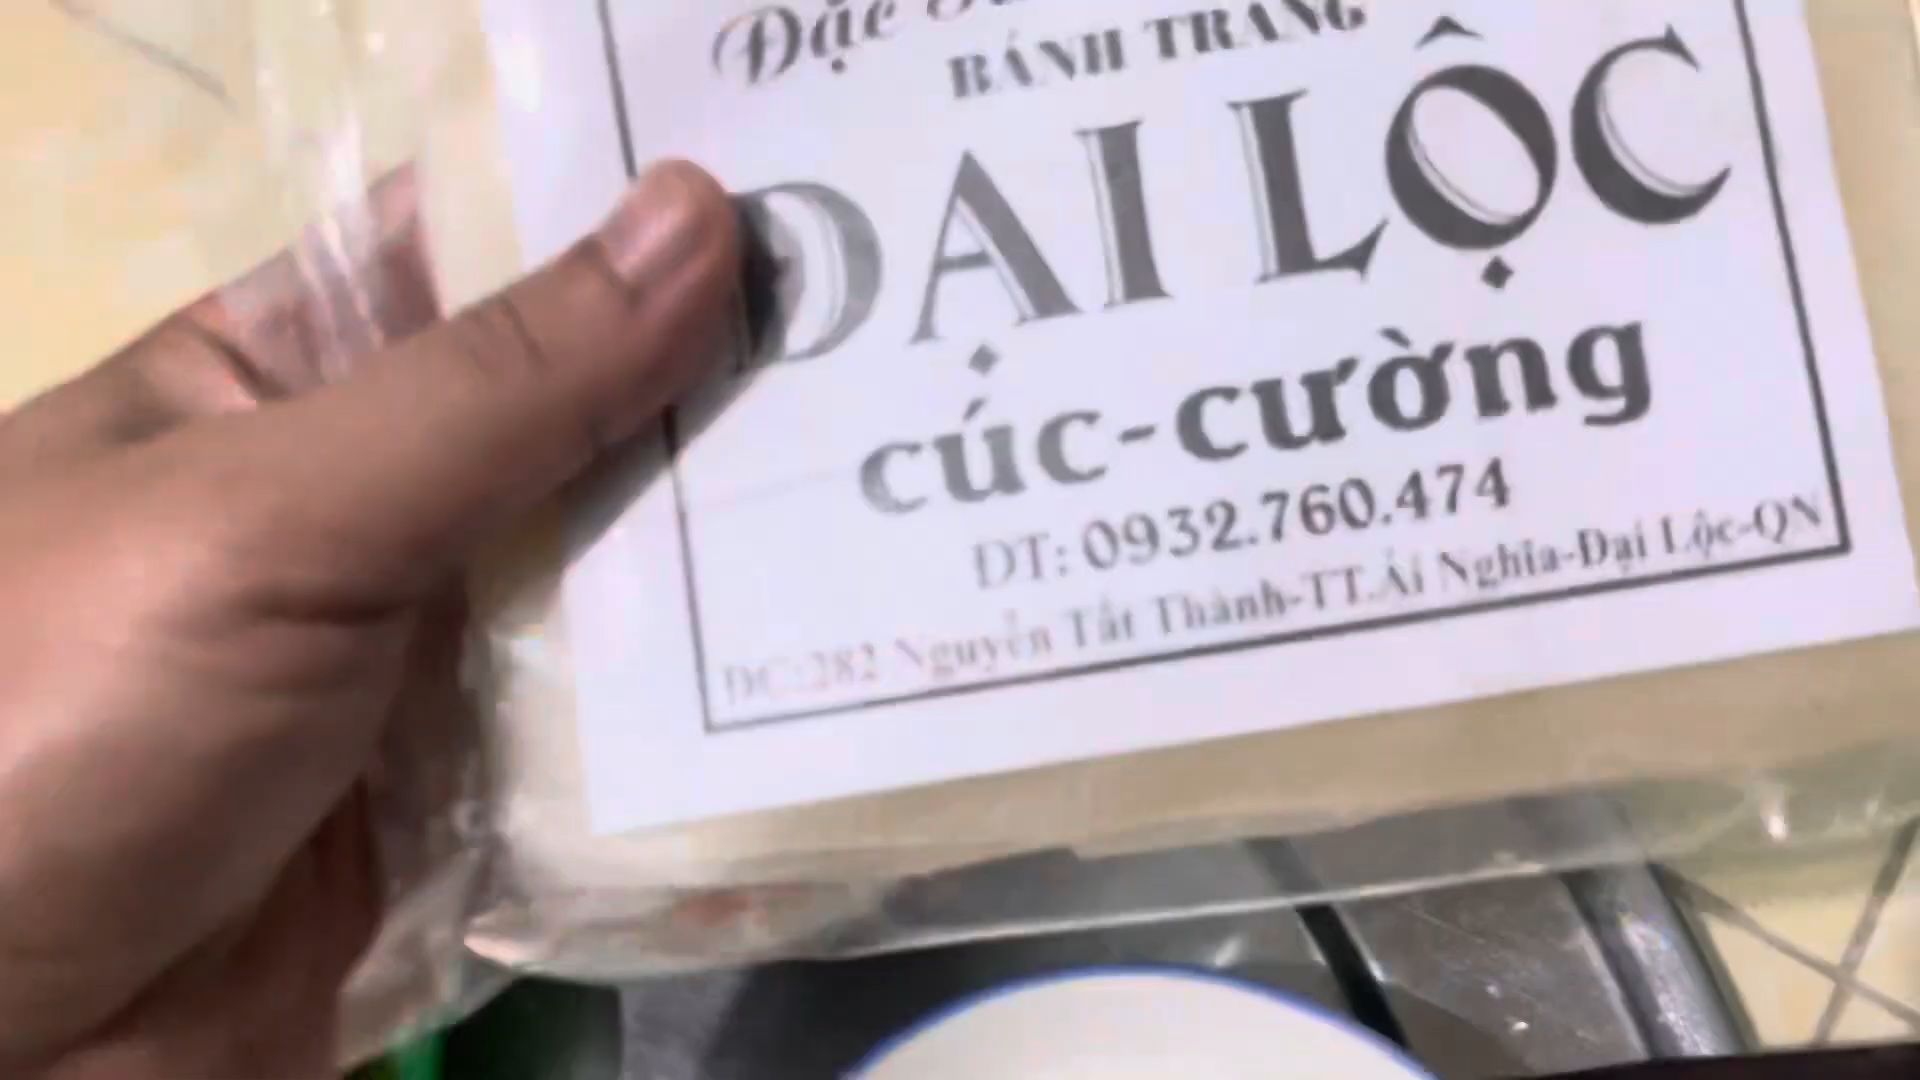 Đặc
BÁNH TRÁNG
ĐẠI LỘC
cúc-cường
ĐT: 0932.760.474
ĐC:282 Nguyễn Tất Thành-TT.Ái Nghĩa-Đại Lộc-QN